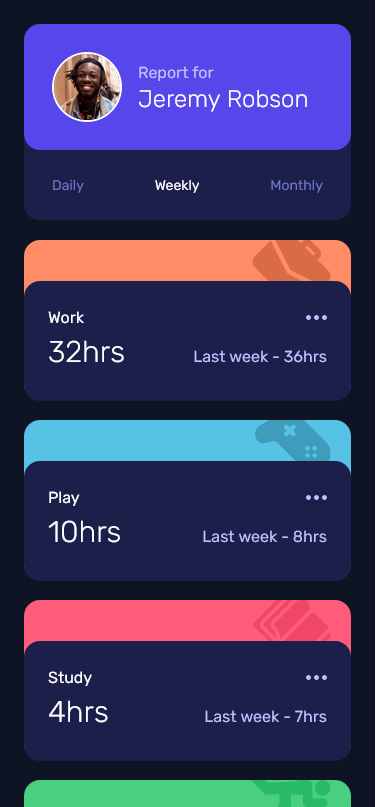 Report for
Jeremy Robson
Daily Weekly Monthly
Work
32hrs Last week - 36hrs
Play
10hrs Last week - 8hrs
Study
4hrs Last week - 7hrs